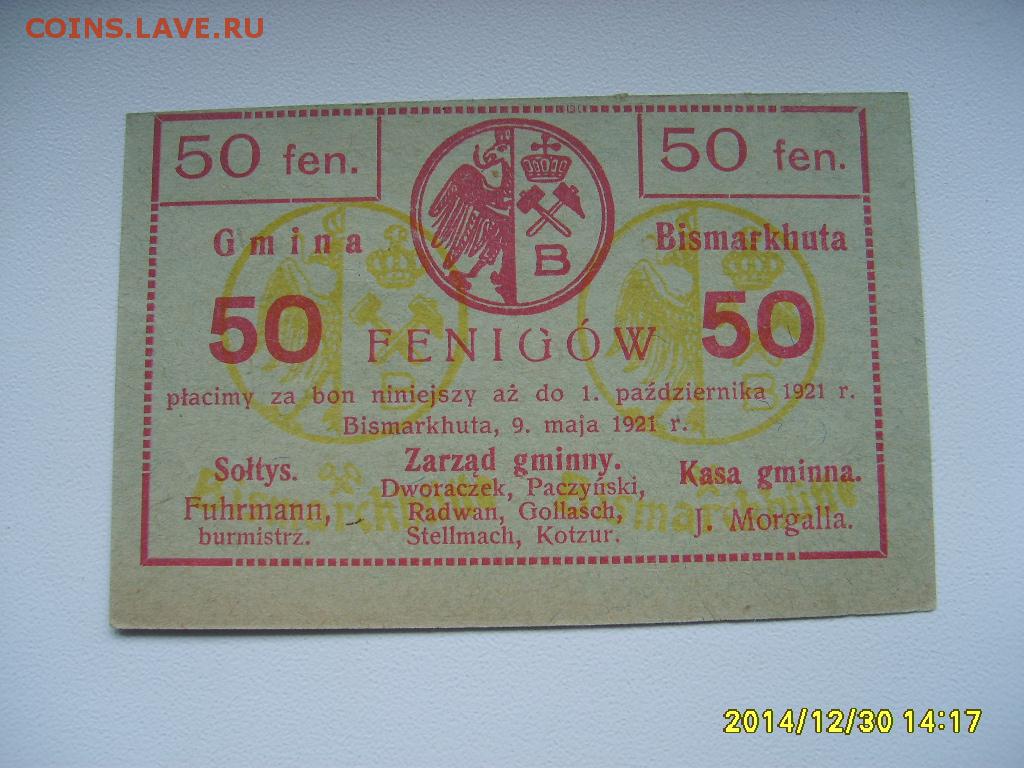 COINS.LAVE.RU
50 fen.
50 fen.
B
Gmina
Bismarkhuta
50 FENIGÓW 50
płacimy za bon niniejszy aż do 1. października 1921 r.
Bismarkhuta, 9. maja 1921 r.
Sołtys.
Zarząd gminny.
Kasa gminna.
Fuhrmann,
burmistrz.
Dworaczek, Paczyński,
Radwan, Gollasch,
Stellmach, Kotzur.
J. Morgalla.
2014/12/30 14:17